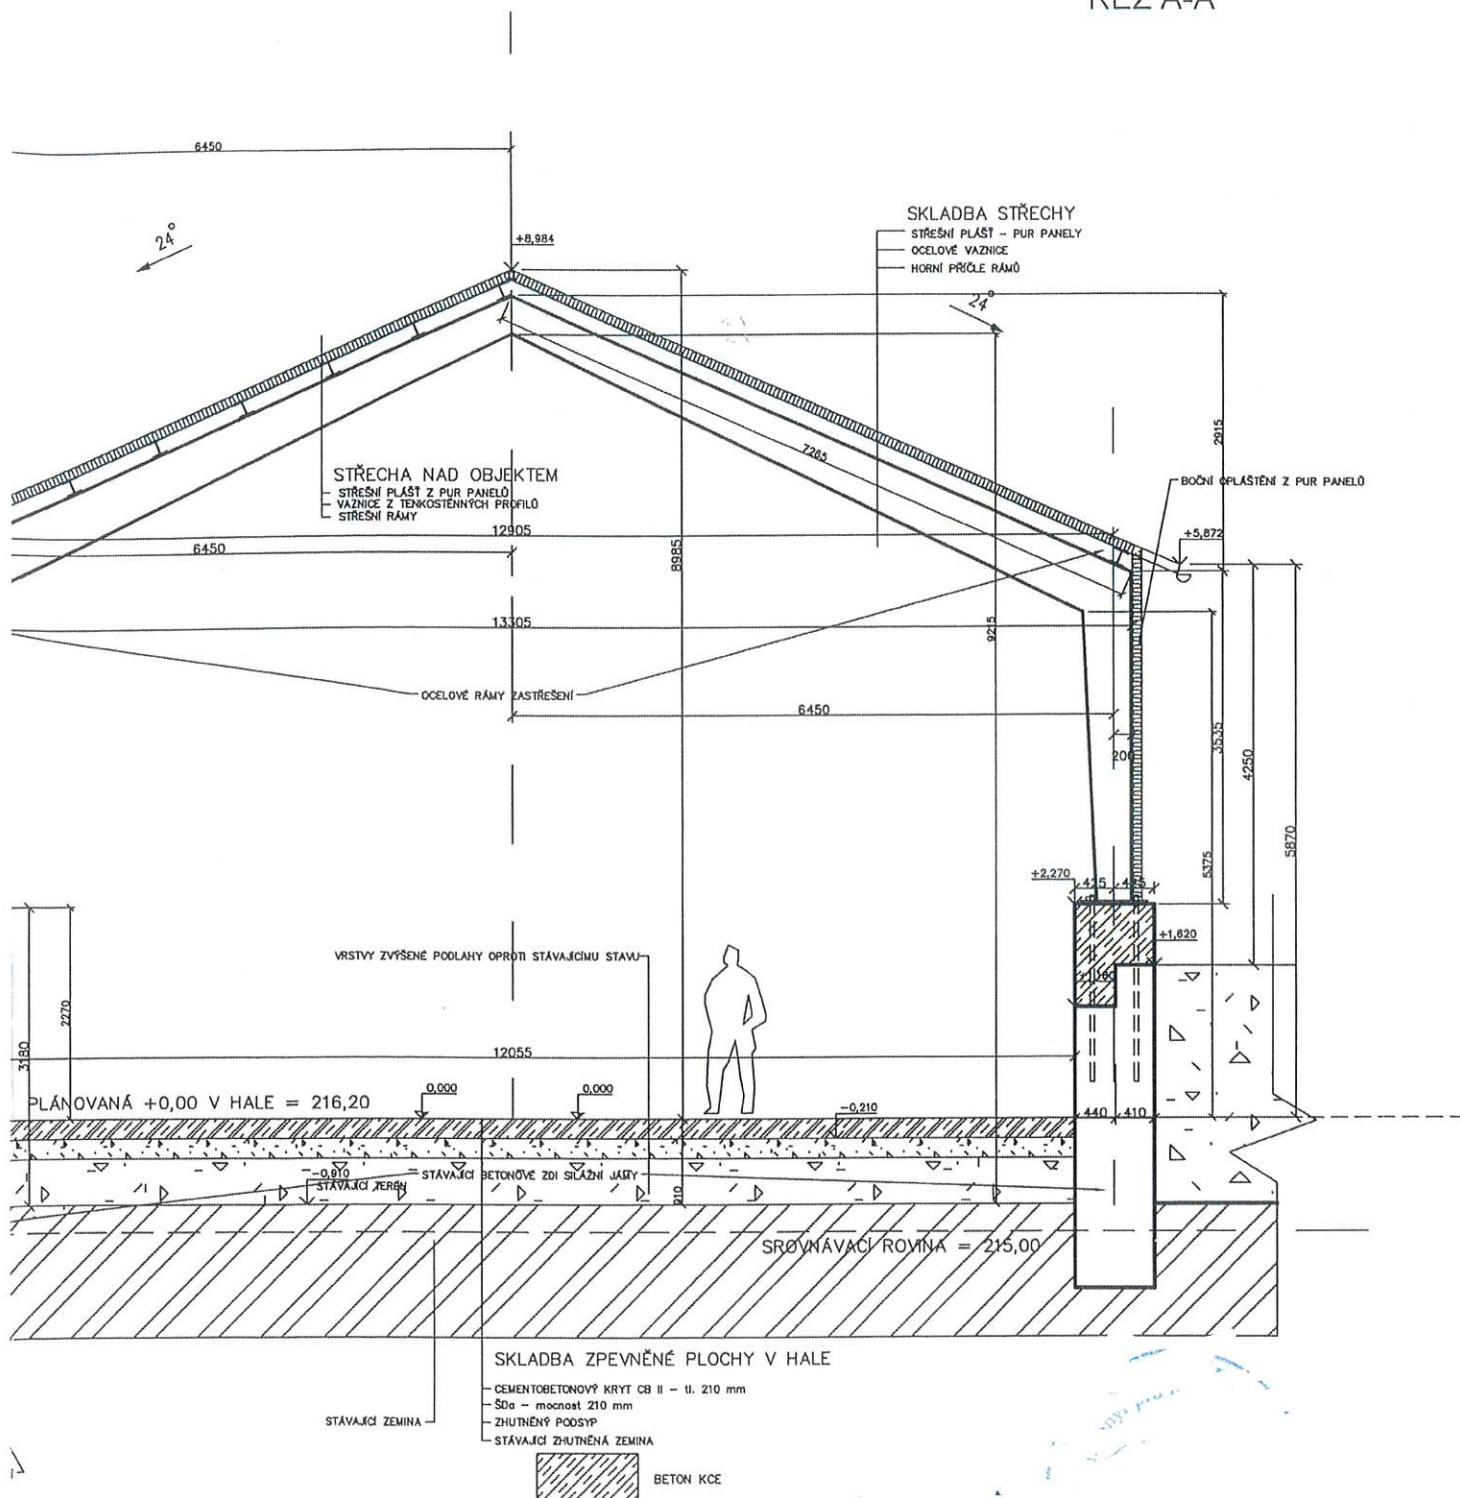 ŘEZ A-A
6450
24°
+8,984
SKLADBA STŘECHY
STŘEŠNÍ PLÁŠŤ - PUR PANELY
OCELOVÉ VAZNICE
HORNÍ PŘÍČLE RÁMŮ
24°
2915
7285
STŘECHA NAD OBJEKTEM
STŘEŠNÍ PLÁŠŤ Z PUR PANELŮ
VAZNICE Z TENKOSTĚNNÝCH PROFILŮ
STŘEŠNÍ RÁMY
BOČNÍ OPLÁŠTĚNÍ Z PUR PANELŮ
12905
+5,872
6450
8985
13305
9215
OCELOVÉ RÁMY ZASTŘEŠENÍ
6450
200
3535
4250
5870
5375
+2,270
425
425
+1,620
VRSTVY ZVÝŠENÉ PODLAHY OPROTI STÁVAJÍCÍMU STAVU
2270
3180
12055
PLÁNOVANÁ +0,00 V HALE = 216,20
0,000
0,000
-0,210
440
410
-0,910
STÁVAJÍCÍ TERÉN
STÁVAJÍCÍ BETONOVÉ ZDI SILÁŽNÍ JÁMY
910
SROVNÁVACÍ ROVINA = 215,00
SKLADBA ZPEVNĚNÉ PLOCHY V HALE
CEMENTOBETONOVÝ KRYT CB II - tl. 210 mm
ŠDa - mocnost 210 mm
ZHUTNĚNÝ PODSYP
STÁVAJÍCÍ ZHUTNĚNÁ ZEMINA
STÁVAJÍCÍ ZEMINA
BETON KCE